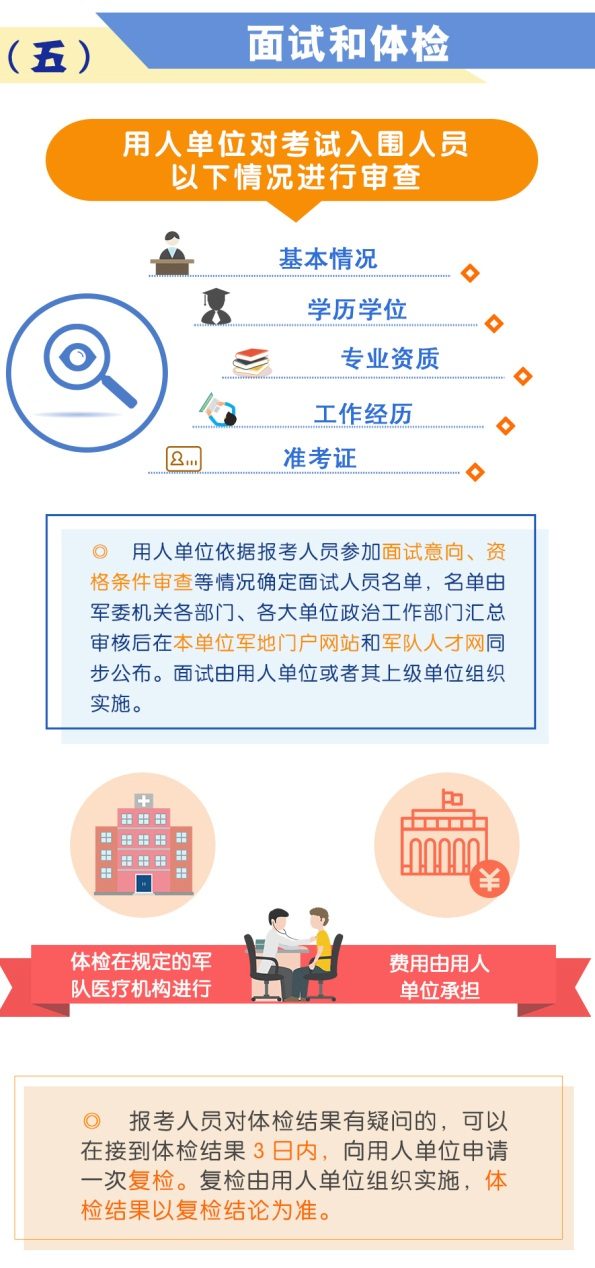 （五）
面试和体检
用人单位对考试入围人员
以下情况进行审查
基本情况
学历学位
专业资质
工作经历
准考证
◎ 用人单位依据报考人员参加面试意向、资
格条件审查等情况确定面试人员名单，名单由
军委机关各部门、各大单位政治工作部门汇总
审核后在本单位军地门户网站和军队人才网同
步公布。面试由用人单位或者其上级单位组织
实施。
¥
体检在规定的军
队医疗机构进行
费用由用人
单位承担
◎ 报考人员对体检结果有疑问的，可以
在接到体检结果 3 日内，向用人单位申请
一次复检。复检由用人单位组织实施，体
检结果以复检结论为准。